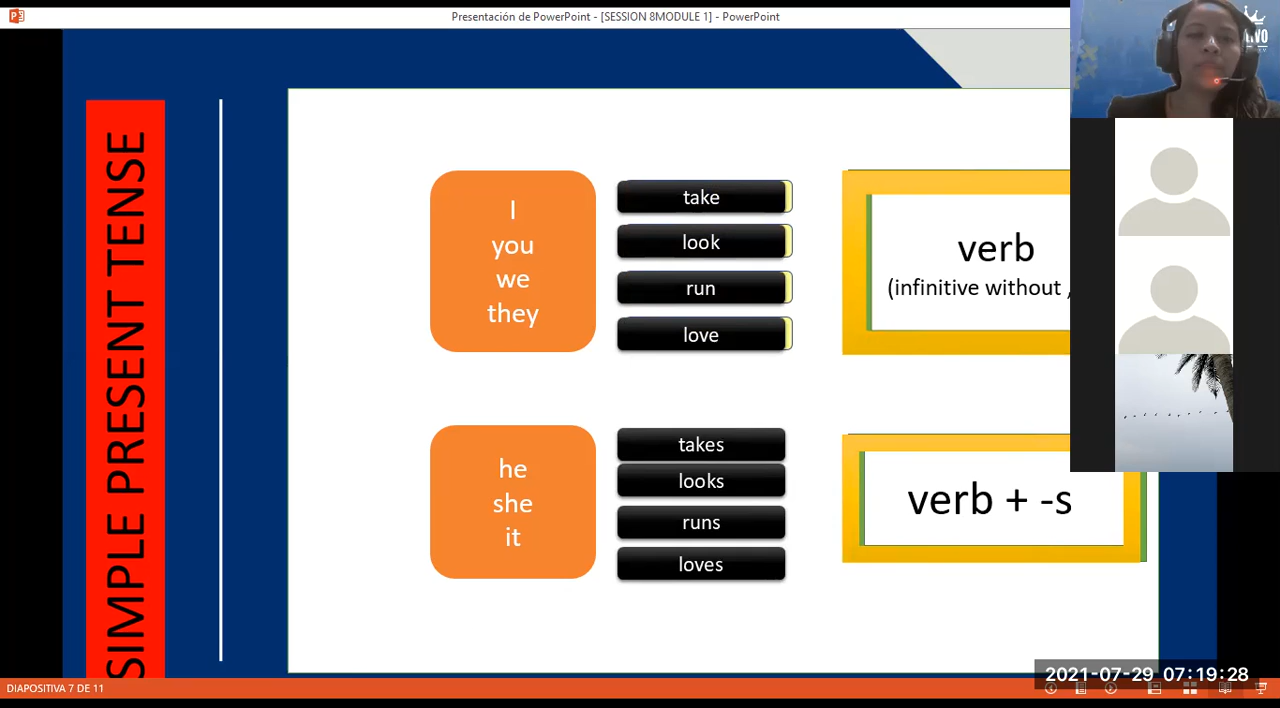 Presentación de PowerPoint - [SESSION 8MODULE 1] - PowerPoint
SIMPLE PRESENT TENSE
I
you
we
they
take
look
run
love
verb
(infinitive without
he
she
it
takes
looks
runs
loves
verb + -s
2021-07-29 07:19:28
DIAPOSITIVA 7 DE 11